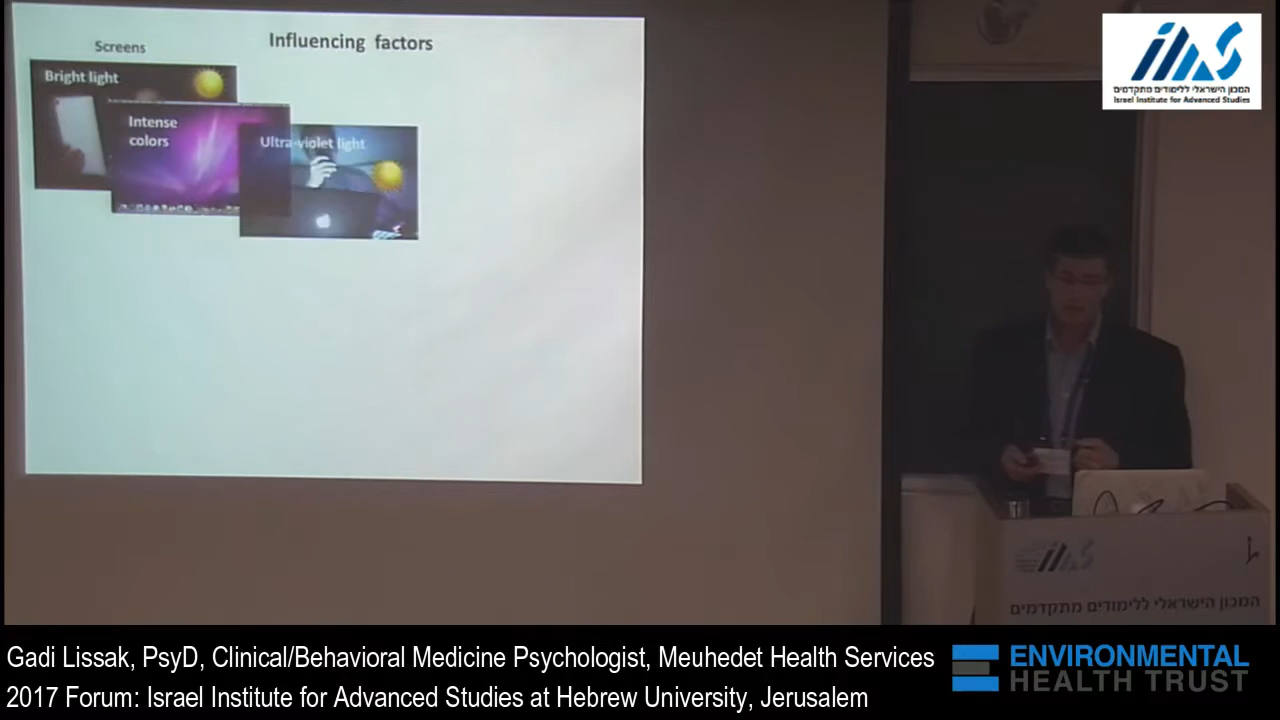 Influencing factors
Screens
Bright light
Intense
colors
Ultra-violet light
IIAS
המכון הישראלי ללימודים מתקדמים
Israel Institute for Advanced Studies
IIAS
המכון הישראלי ללימודים מתקדמים
Gadi Lissak, PsyD, Clinical/Behavioral Medicine Psychologist, Meuhedet Health Services
2017 Forum: Israel Institute for Advanced Studies at Hebrew University, Jerusalem
ENVIRONMENTAL
HEALTH TRUST